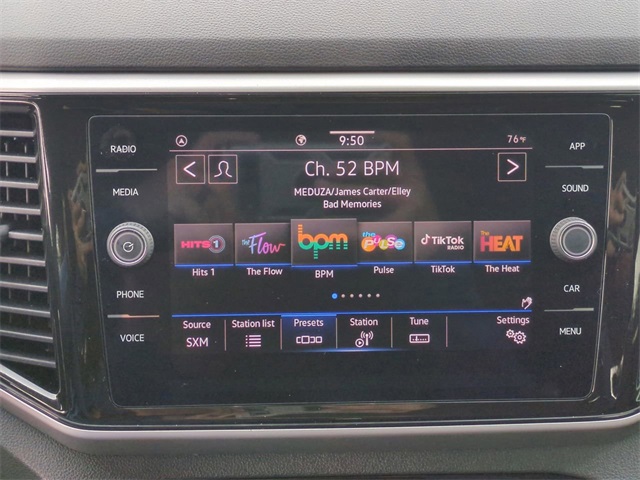 RADIO
MEDIA
PHONE
VOICE
9:50
76°F
Ch. 52 BPM
MEDUZA/James Carter/Elley
Bad Memories
HITS 1
The Flow
bpm
the Pulse
TikTok RADIO
The HEAT
Hits 1
The Flow
BPM
Pulse
TikTok
The Heat
Source
SXM
Station list
Presets
Station
Tune
Settings
APP
SOUND
CAR
MENU